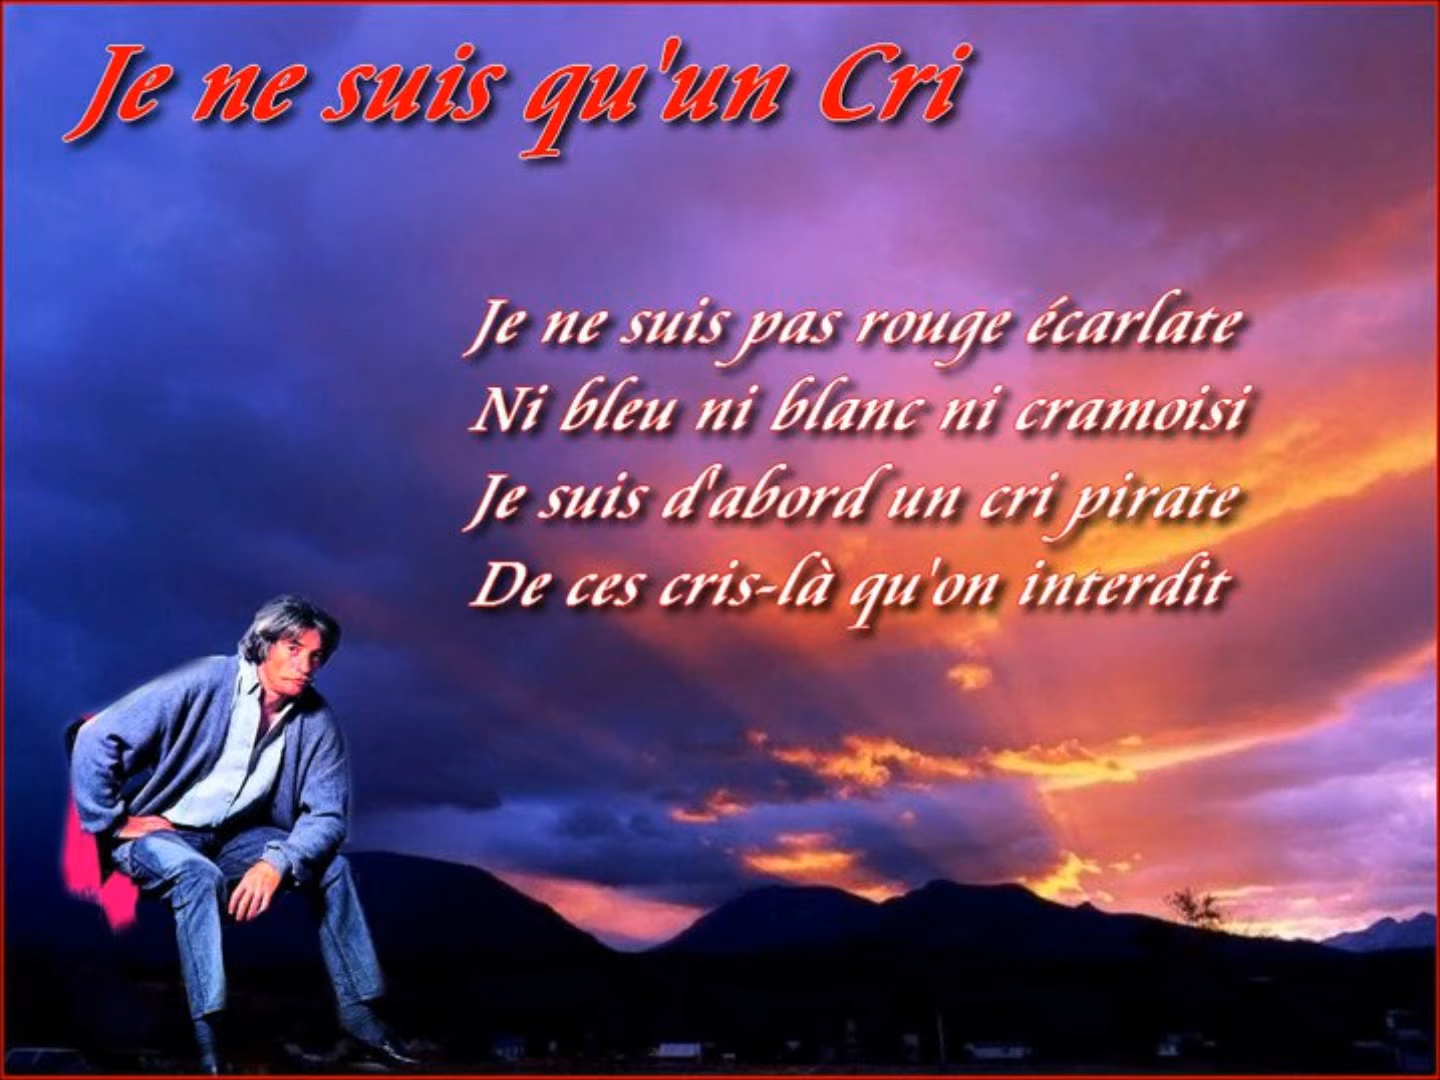 Je ne suis qu'un Cri
Je ne suis pas rouge écarlate
Ni bleu ni blanc ni cramoisi
Je suis d'abord un cri pirate
De ces cris-là qu'on interdit